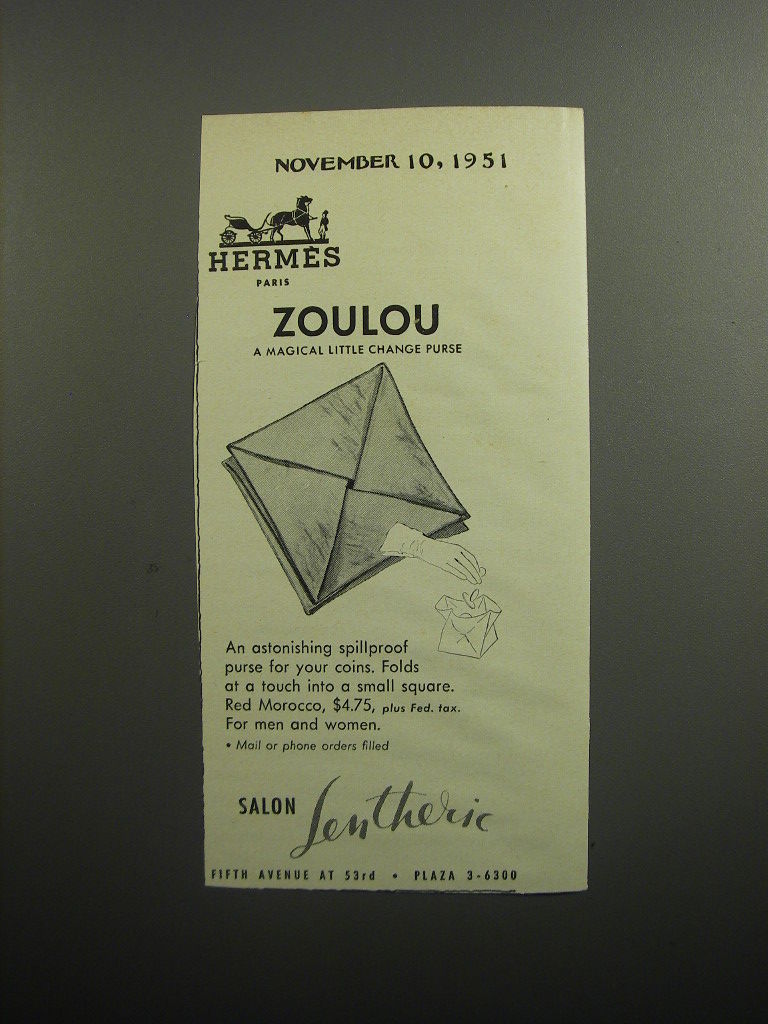 NOVEMBER 10, 1951
HERMÈS
PARIS
ZOULOU
A MAGICAL LITTLE CHANGE PURSE
An astonishing spillproof
purse for your coins. Folds
at a touch into a small square.
Red Morocco, $4.75, plus Fed. tax.
For men and women.
• Mail or phone orders filled
SALON Lentheric
FIFTH AVENUE AT 53rd • PLAZA 3-6300